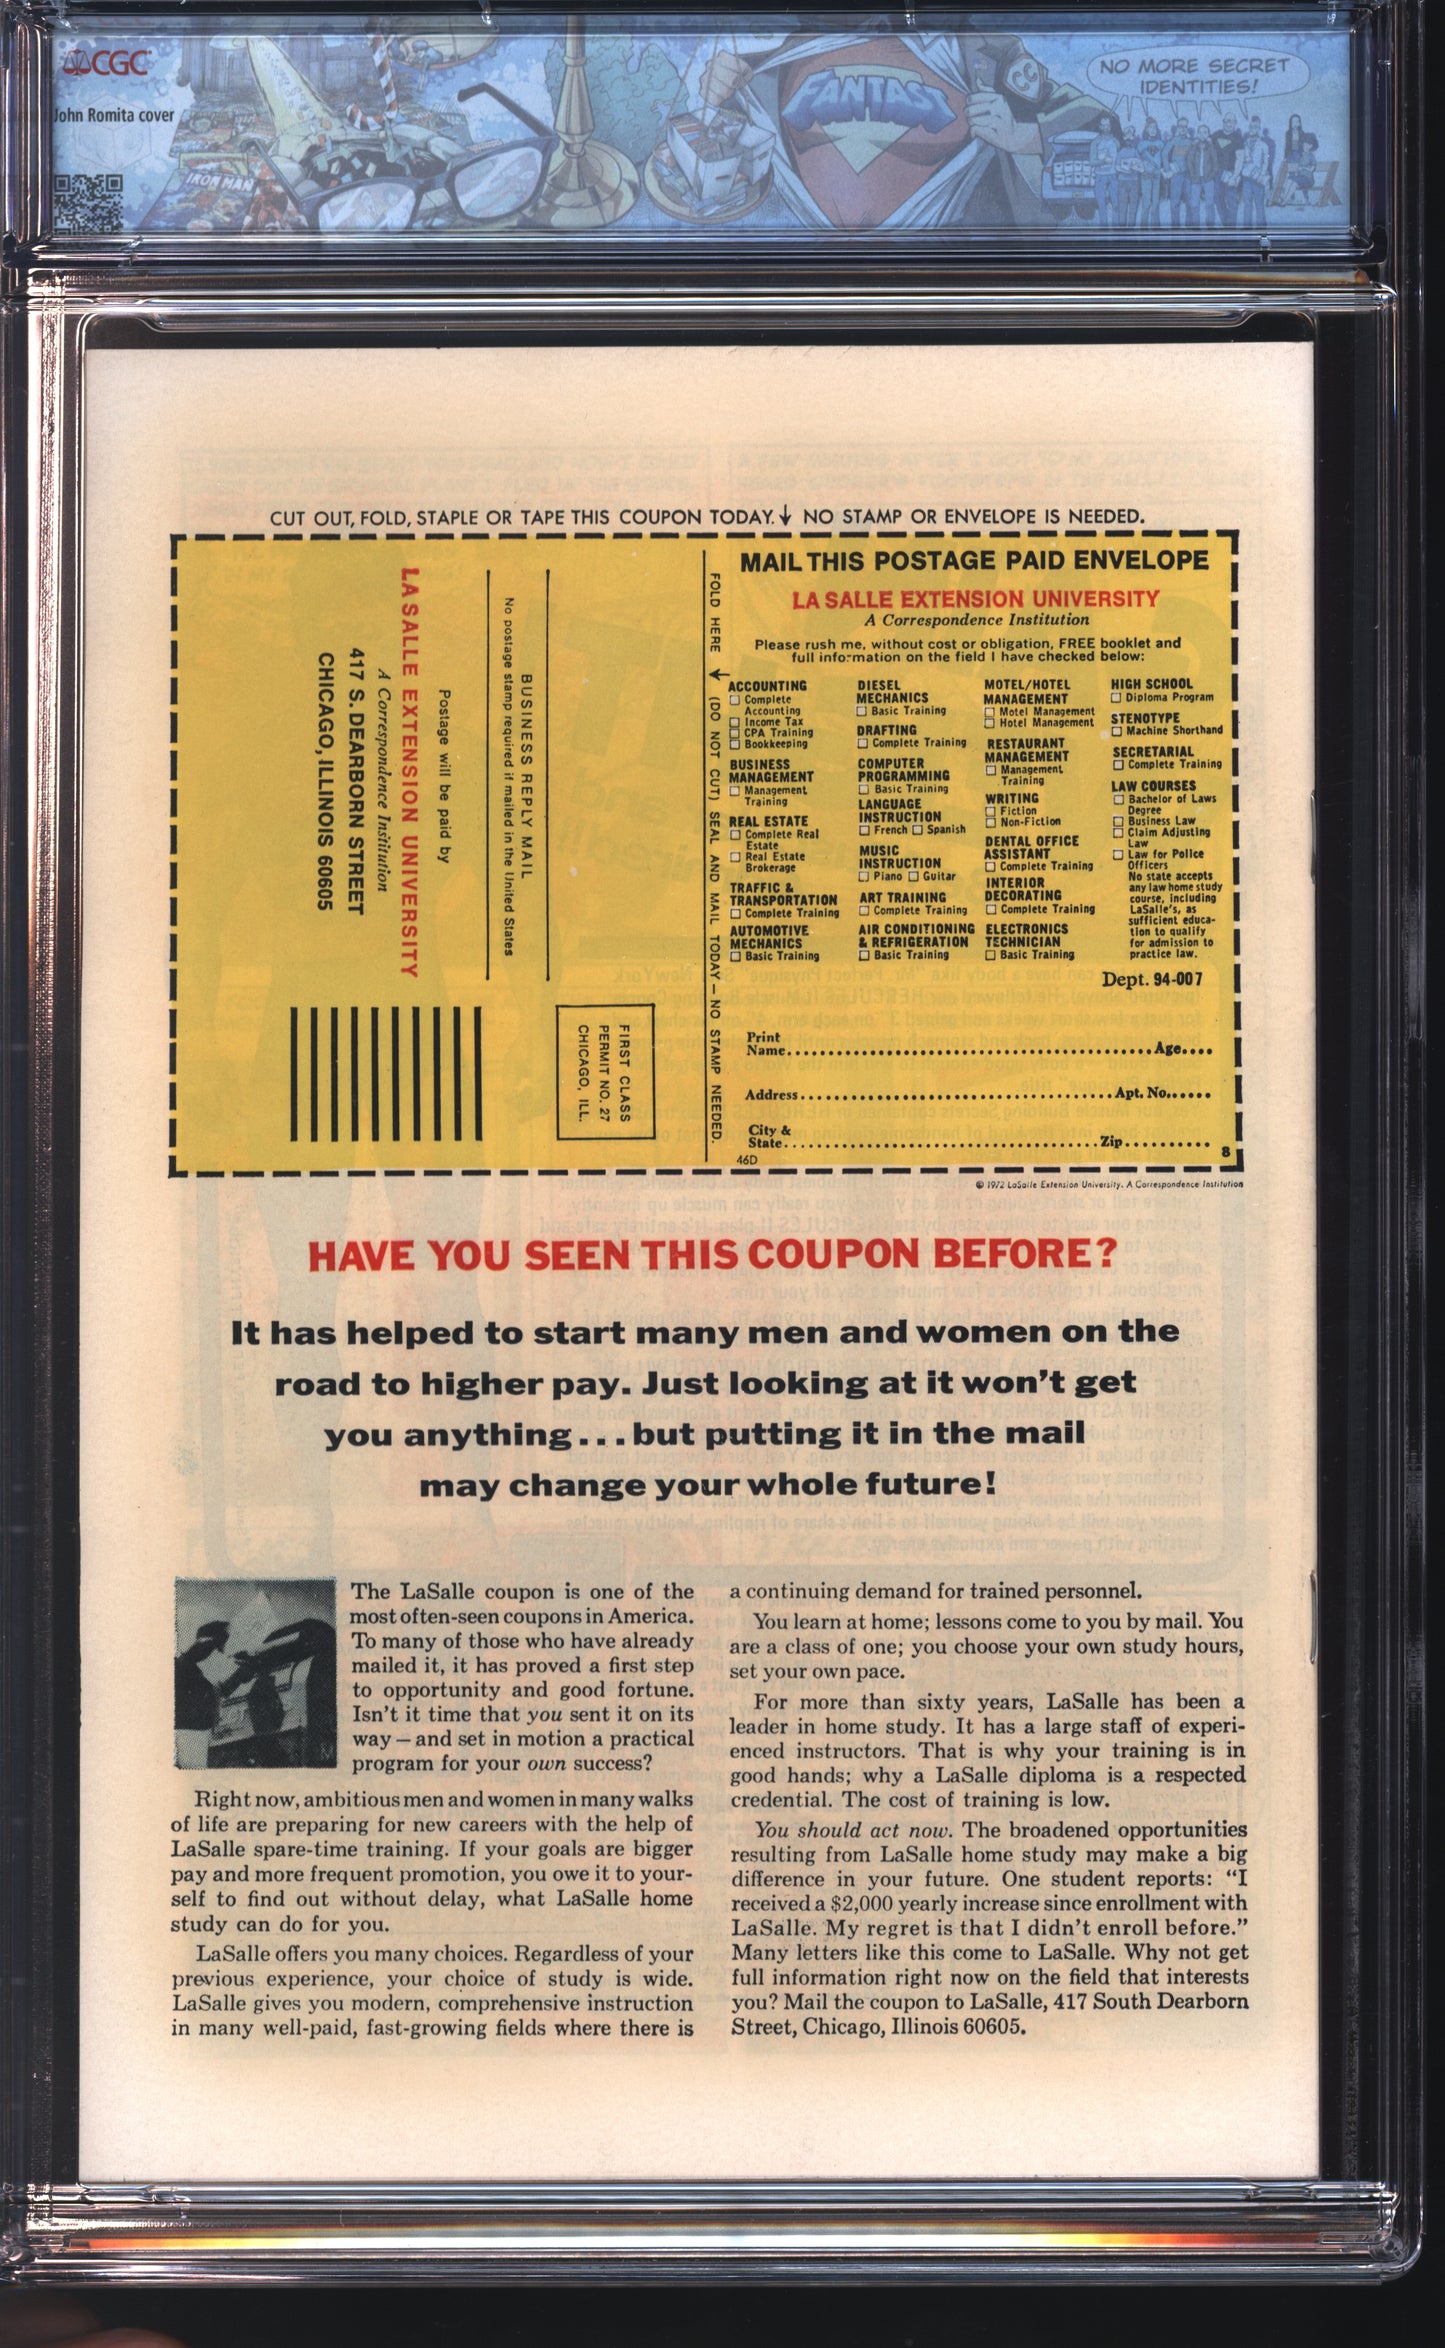 CGC
John Romita cover
IRON MAN
FANTAST
CC
NO MORE SECRET
IDENTITIES!
CUT OUT, FOLD, STAPLE OR TAPE THIS COUPON TODAY.↓ NO STAMP OR ENVELOPE IS NEEDED.
FIRST CLASS
PERMIT NO. 27
CHICAGO, ILL.
BUSINESS REPLY MAIL
No postage stamp required if mailed in the United States
Postage will be paid by
LA SALLE EXTENSION UNIVERSITY
A Correspondence Institution
417 S. DEARBORN STREET
CHICAGO, ILLINOIS 60605
FOLD HERE → (DO NOT CUT) SEAL AND MAIL TODAY — NO STAMP NEEDED.
MAIL THIS POSTAGE PAID ENVELOPE
LA SALLE EXTENSION UNIVERSITY
A Correspondence Institution
Please rush me, without cost or obligation, FREE booklet and
full information on the field I have checked below:
ACCOUNTING
☐ Complete
Accounting
☐ Income Tax
☐ CPA Training
☐ Bookkeeping
BUSINESS
MANAGEMENT
☐ Management
Training
REAL ESTATE
☐ Complete Real
Estate
☐ Real Estate
Brokerage
TRAFFIC &
TRANSPORTATION
☐ Complete Training
AUTOMOTIVE
MECHANICS
☐ Basic Training
DIESEL
MECHANICS
☐ Basic Training
DRAFTING
☐ Complete Training
COMPUTER
PROGRAMMING
☐ Basic Training
LANGUAGE
INSTRUCTION
☐ French ☐ Spanish
MUSIC
INSTRUCTION
☐ Piano ☐ Guitar
ART TRAINING
☐ Complete Training
AIR CONDITIONING
& REFRIGERATION
☐ Basic Training
MOTEL/HOTEL
MANAGEMENT
☐ Motel Management
☐ Hotel Management
RESTAURANT
MANAGEMENT
☐ Management
Training
WRITING
☐ Fiction
☐ Non-Fiction
DENTAL OFFICE
ASSISTANT
☐ Complete Training
INTERIOR
DECORATING
☐ Complete Training
ELECTRONICS
TECHNICIAN
☐ Basic Training
HIGH SCHOOL
☐ Diploma Program
STENOTYPE
☐ Machine Shorthand
SECRETARIAL
☐ Complete Training
LAW COURSES
☐ Bachelor of Laws
Degree
☐ Business Law
☐ Claim Adjusting
Law
☐ Law for Police
Officers
No state accepts
any law home study
course, including
LaSalle's, as
sufficient educa-
tion to qualify
for admission to
practice law.
Dept. 94-007
Print
Name..........Age....
Address..........Apt. No......
City &
State..........Zip..........
46D
8
© 1972 LaSalle Extension University. A Correspondence Institution
HAVE YOU SEEN THIS COUPON BEFORE?
It has helped to start many men and women on the
road to higher pay. Just looking at it won't get
you anything...but putting it in the mail
may change your whole future!
The LaSalle coupon is one of the
most often-seen coupons in America.
To many of those who have already
mailed it, it has proved a first step
to opportunity and good fortune.
Isn't it time that you sent it on its
way—and set in motion a practical
program for your own success?
Right now, ambitious men and women in many walks
of life are preparing for new careers with the help of
LaSalle spare-time training. If your goals are bigger
pay and more frequent promotion, you owe it to your-
self to find out without delay, what LaSalle home
study can do for you.
LaSalle offers you many choices. Regardless of your
previous experience, your choice of study is wide.
LaSalle gives you modern, comprehensive instruction
in many well-paid, fast-growing fields where there is
a continuing demand for trained personnel.
You learn at home; lessons come to you by mail. You
are a class of one; you choose your own study hours,
set your own pace.
For more than sixty years, LaSalle has been a
leader in home study. It has a large staff of experi-
enced instructors. That is why your training is in
good hands; why a LaSalle diploma is a respected
credential. The cost of training is low.
You should act now. The broadened opportunities
resulting from LaSalle home study may make a big
difference in your future. One student reports: "I
received a $2,000 yearly increase since enrollment with
LaSalle. My regret is that I didn't enroll before."
Many letters like this come to LaSalle. Why not get
full information right now on the field that interests
you? Mail the coupon to LaSalle, 417 South Dearborn
Street, Chicago, Illinois 60605.